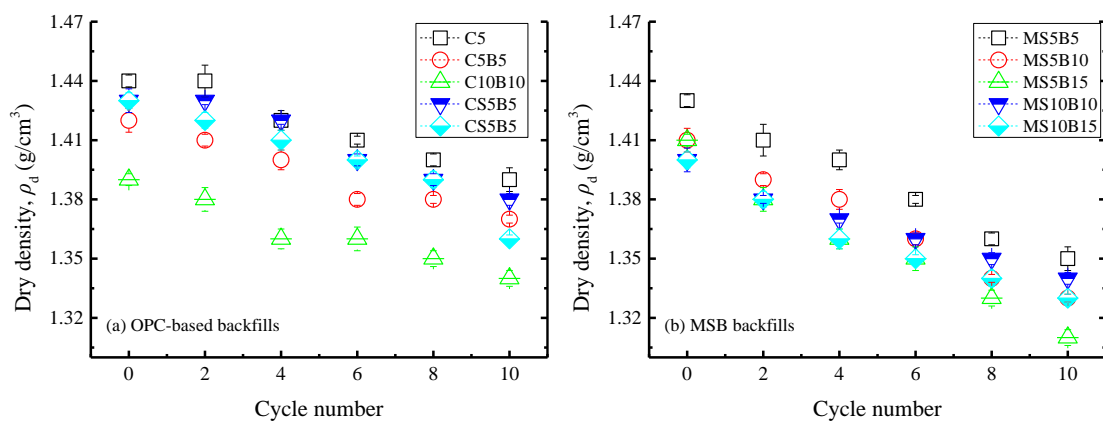 1.47
1.44
1.41
1.38
1.35
1.32
Dry density, ρd (g/cm3)
C5
C5B5
C10B10
CS5B5
CS5B5
(a) OPC-based backfills
0 2 4 6 8 10
Cycle number
1.47
1.44
1.41
1.38
1.35
1.32
Dry density, ρd (g/cm3)
MS5B5
MS5B10
MS5B15
MS10B10
MS10B15
(b) MSB backfills
0 2 4 6 8 10
Cycle number